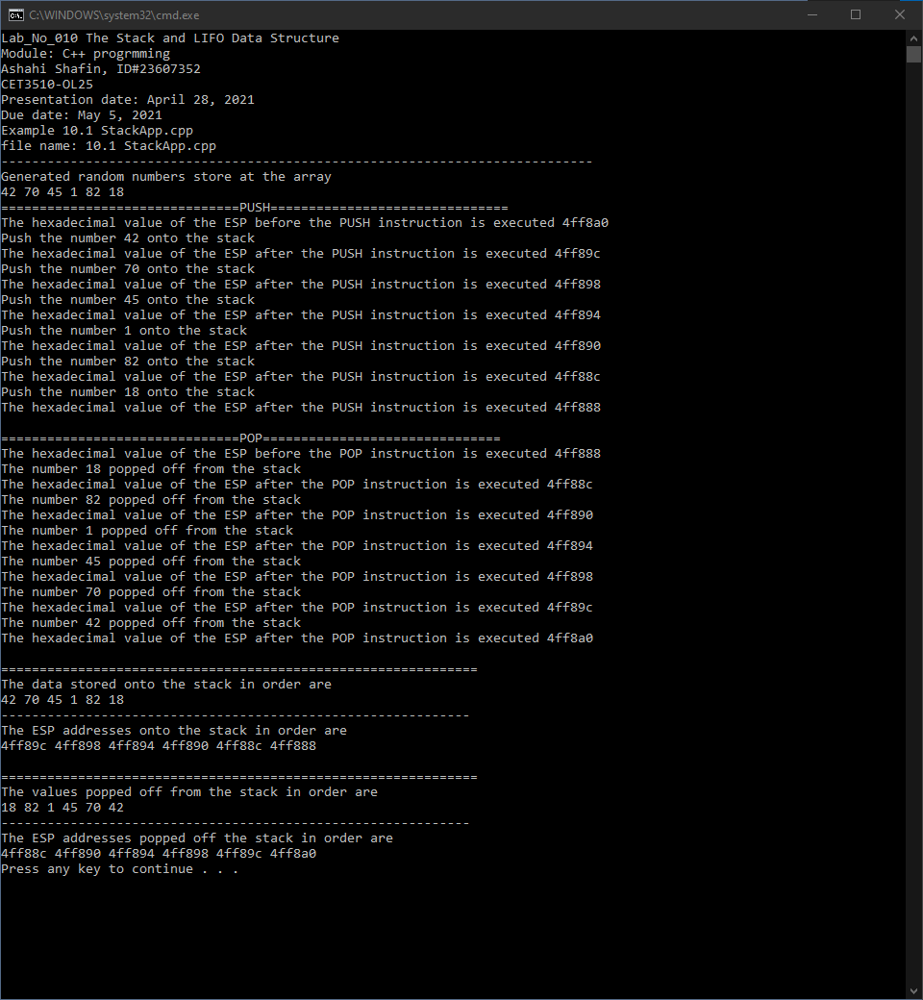 C:\WINDOWS\system32\cmd.exe
Lab_No_010 The Stack and LIFO Data Structure
Module: C++ progrmming
Ashahi Shafin, ID#23607352
CET3510-OL25
Presentation date: April 28, 2021
Due date: May 5, 2021
Example 10.1 StackApp.cpp
file name: 10.1 StackApp.cpp
-----------------------------------------------------------------------------
Generated random numbers store at the array
42 70 45 1 82 18
===============================PUSH===============================
The hexadecimal value of the ESP before the PUSH instruction is executed 4ff8a0
Push the number 42 onto the stack
The hexadecimal value of the ESP after the PUSH instruction is executed 4ff89c
Push the number 70 onto the stack
The hexadecimal value of the ESP after the PUSH instruction is executed 4ff898
Push the number 45 onto the stack
The hexadecimal value of the ESP after the PUSH instruction is executed 4ff894
Push the number 1 onto the stack
The hexadecimal value of the ESP after the PUSH instruction is executed 4ff890
Push the number 82 onto the stack
The hexadecimal value of the ESP after the PUSH instruction is executed 4ff88c
Push the number 18 onto the stack
The hexadecimal value of the ESP after the PUSH instruction is executed 4ff888
===============================POP===============================
The hexadecimal value of the ESP before the POP instruction is executed 4ff888
The number 18 popped off from the stack
The hexadecimal value of the ESP after the POP instruction is executed 4ff88c
The number 82 popped off from the stack
The hexadecimal value of the ESP after the POP instruction is executed 4ff890
The number 1 popped off from the stack
The hexadecimal value of the ESP after the POP instruction is executed 4ff894
The number 45 popped off from the stack
The hexadecimal value of the ESP after the POP instruction is executed 4ff898
The number 70 popped off from the stack
The hexadecimal value of the ESP after the POP instruction is executed 4ff89c
The number 42 popped off from the stack
The hexadecimal value of the ESP after the POP instruction is executed 4ff8a0
==============================================================
The data stored onto the stack in order are
42 70 45 1 82 18
-------------------------------------------------------------
The ESP addresses onto the stack in order are
4ff89c 4ff898 4ff894 4ff890 4ff88c 4ff888
==============================================================
The values popped off from the stack in order are
18 82 1 45 70 42
-------------------------------------------------------------
The ESP addresses popped off the stack in order are
4ff88c 4ff890 4ff894 4ff898 4ff89c 4ff8a0
Press any key to continue . . .